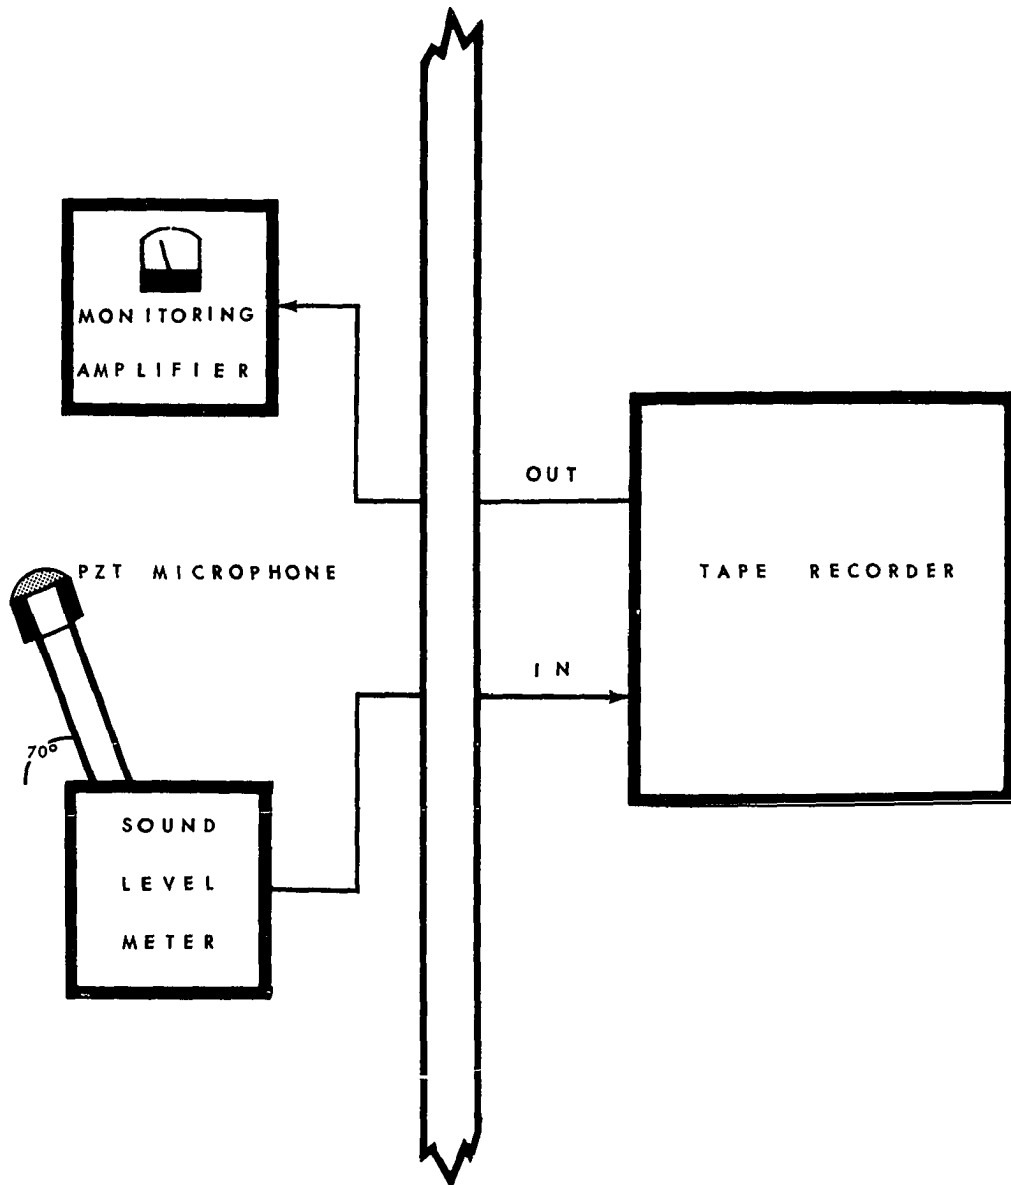 MONITORING
AMPLIFIER
OUT
PZT MICROPHONE
TAPE RECORDER
IN
70°
SOUND
LEVEL
METER